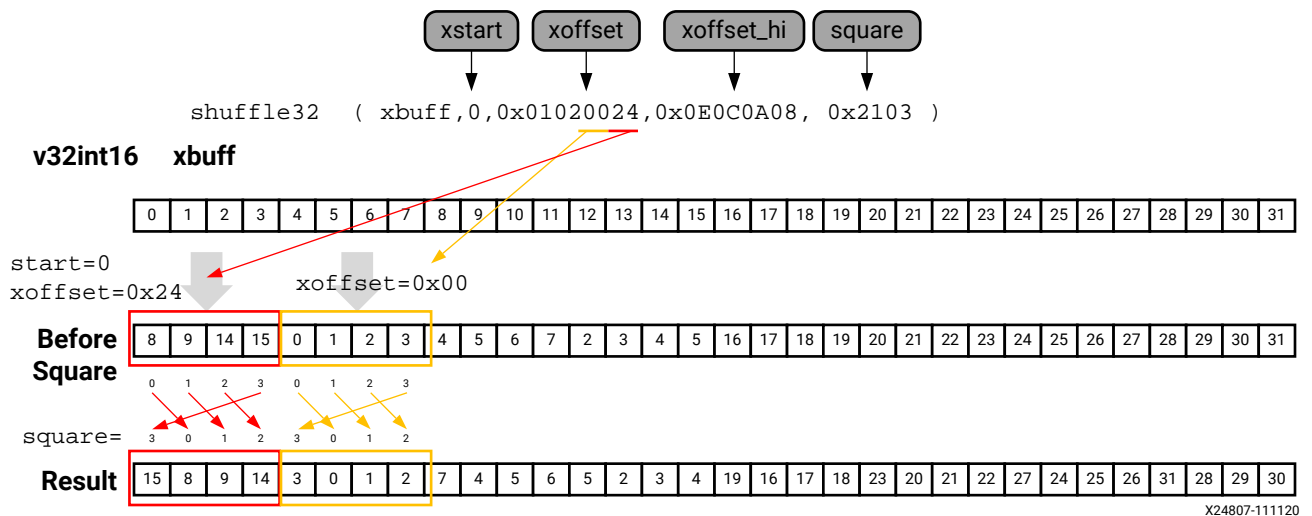 xstart xoffset xoffset_hi square
shuffle32 ( xbuff,0,0x01020024,0x0E0C0A08, 0x2103 )
v32int16 xbuff
0 1 2 3 4 5 6 7 8 9 10 11 12 13 14 15 16 17 18 19 20 21 22 23 24 25 26 27 28 29 30 31
start=0
xoffset=0x24 xoffset=0x00
Before
Square
8 9 14 15 0 1 2 3 4 5 6 7 2 3 4 5 16 17 18 19 20 21 22 23 24 25 26 27 28 29 30 31
0 1 2 3 0 1 2 3
square= 3 0 1 2 3 0 1 2
Result 15 8 9 14 3 0 1 2 7 4 5 6 5 2 3 4 19 16 17 18 23 20 21 22 27 24 25 26 31 28 29 30
X24807-111120